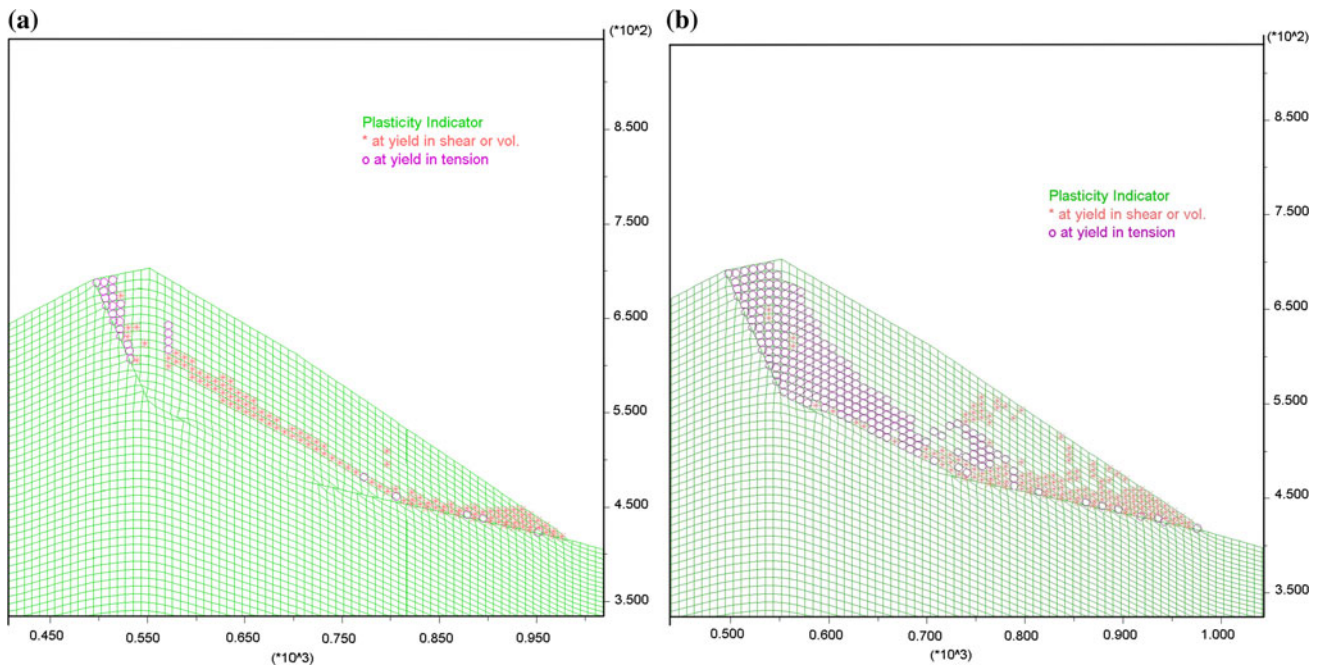 (a)
(*10^2)
8.500
7.500
6.500
5.500
4.500
3.500
Plasticity Indicator
* at yield in shear or vol.
o at yield in tension
0.450 0.550 0.650 0.750 0.850 0.950
(*10^3)
(b)
(*10^2)
8.500
7.500
6.500
5.500
4.500
3.500
Plasticity Indicator
* at yield in shear or vol.
o at yield in tension
0.500 0.600 0.700 0.800 0.900 1.000
(*10^3)